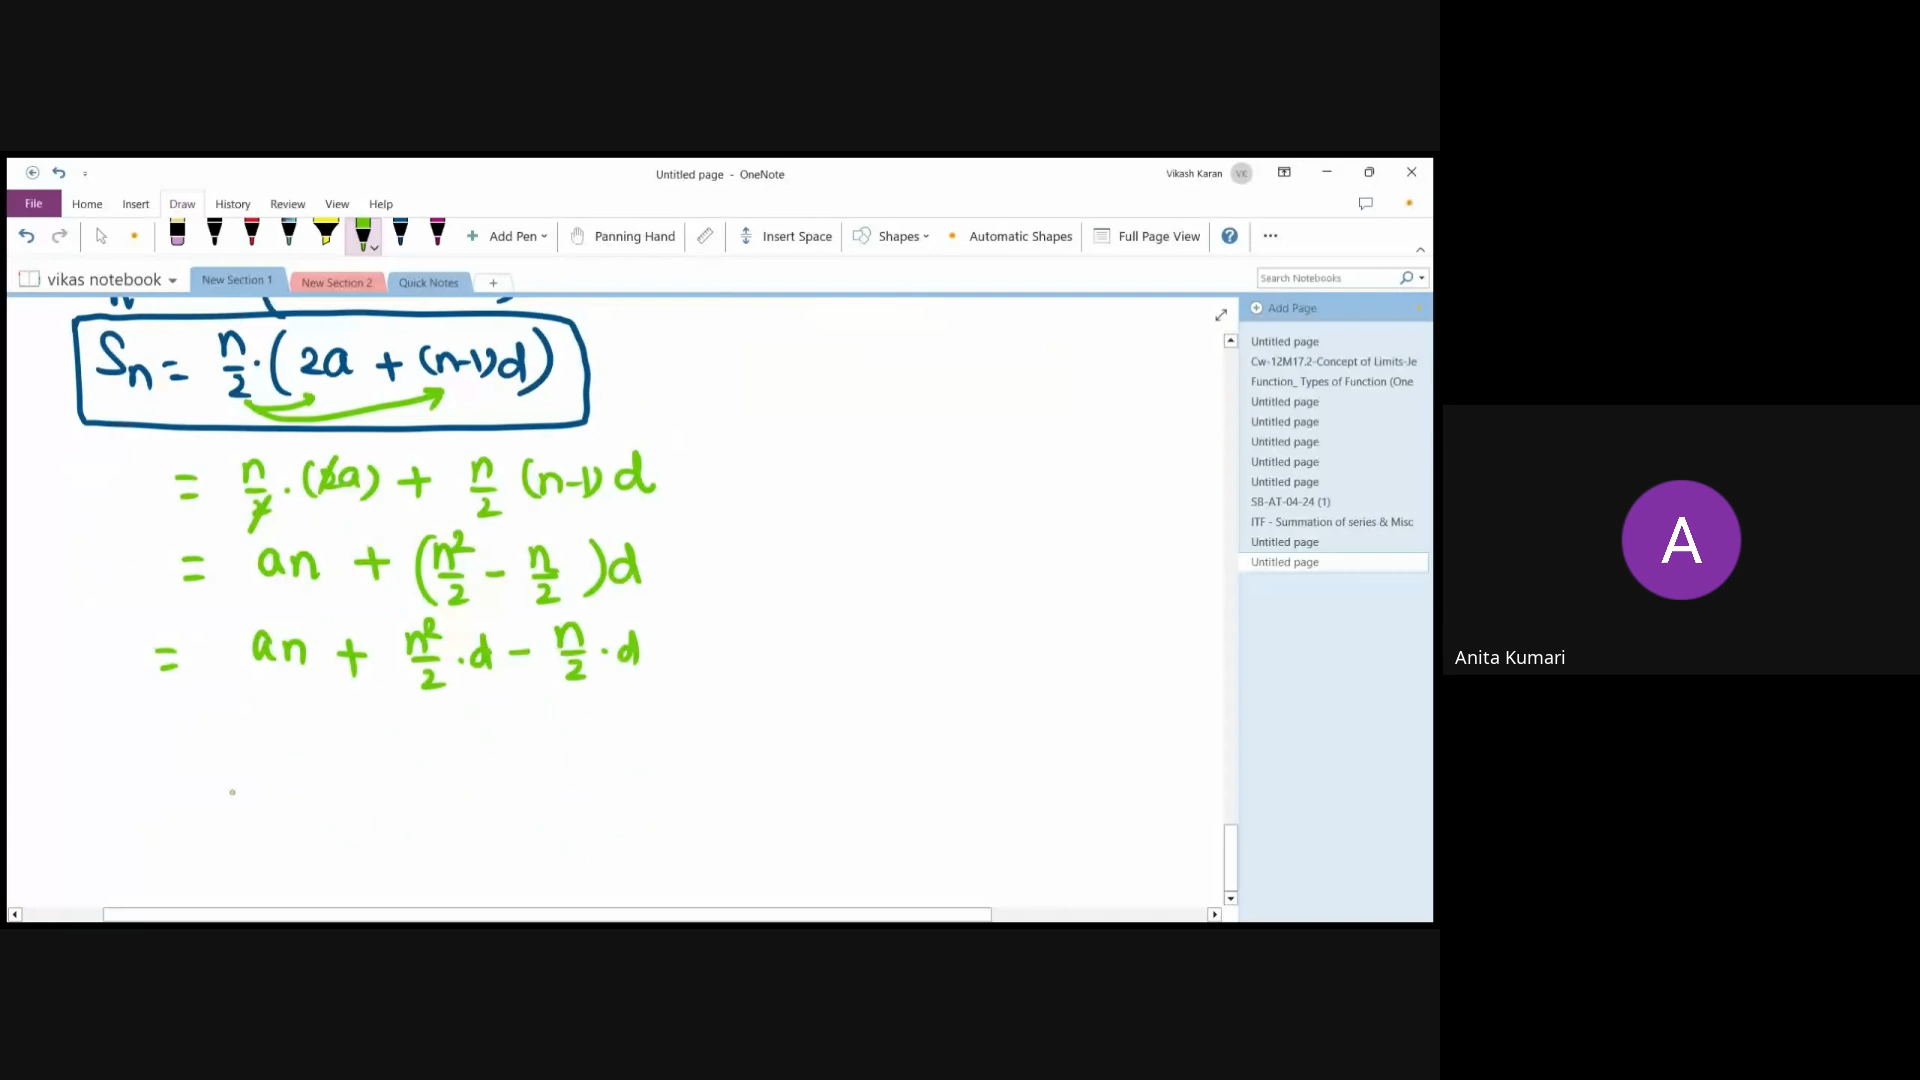 Untitled page - OneNote
Vikash Karan VK
File Home Insert Draw History Review View Help
Add Pen Panning Hand Insert Space Shapes Automatic Shapes Full Page View
vikas notebook New Section 1 New Section 2 Quick Notes
Search Notebooks
Add Page
Untitled page
Cw-12M17.2-Concept of Limits-Je
Function_ Types of Function (One
Untitled page
Untitled page
Untitled page
Untitled page
Untitled page
SB-AT-04-24 (1)
ITF - Summation of series & Misc
Untitled page
Untitled page
Sn = n/2 · (2a + (n-1)d)
= n/2 · (2a) + n/2 (n-1) d
= an + (n²/2 - n/2) d
= an + n²/2 · d - n/2 · d
A
Anita Kumari